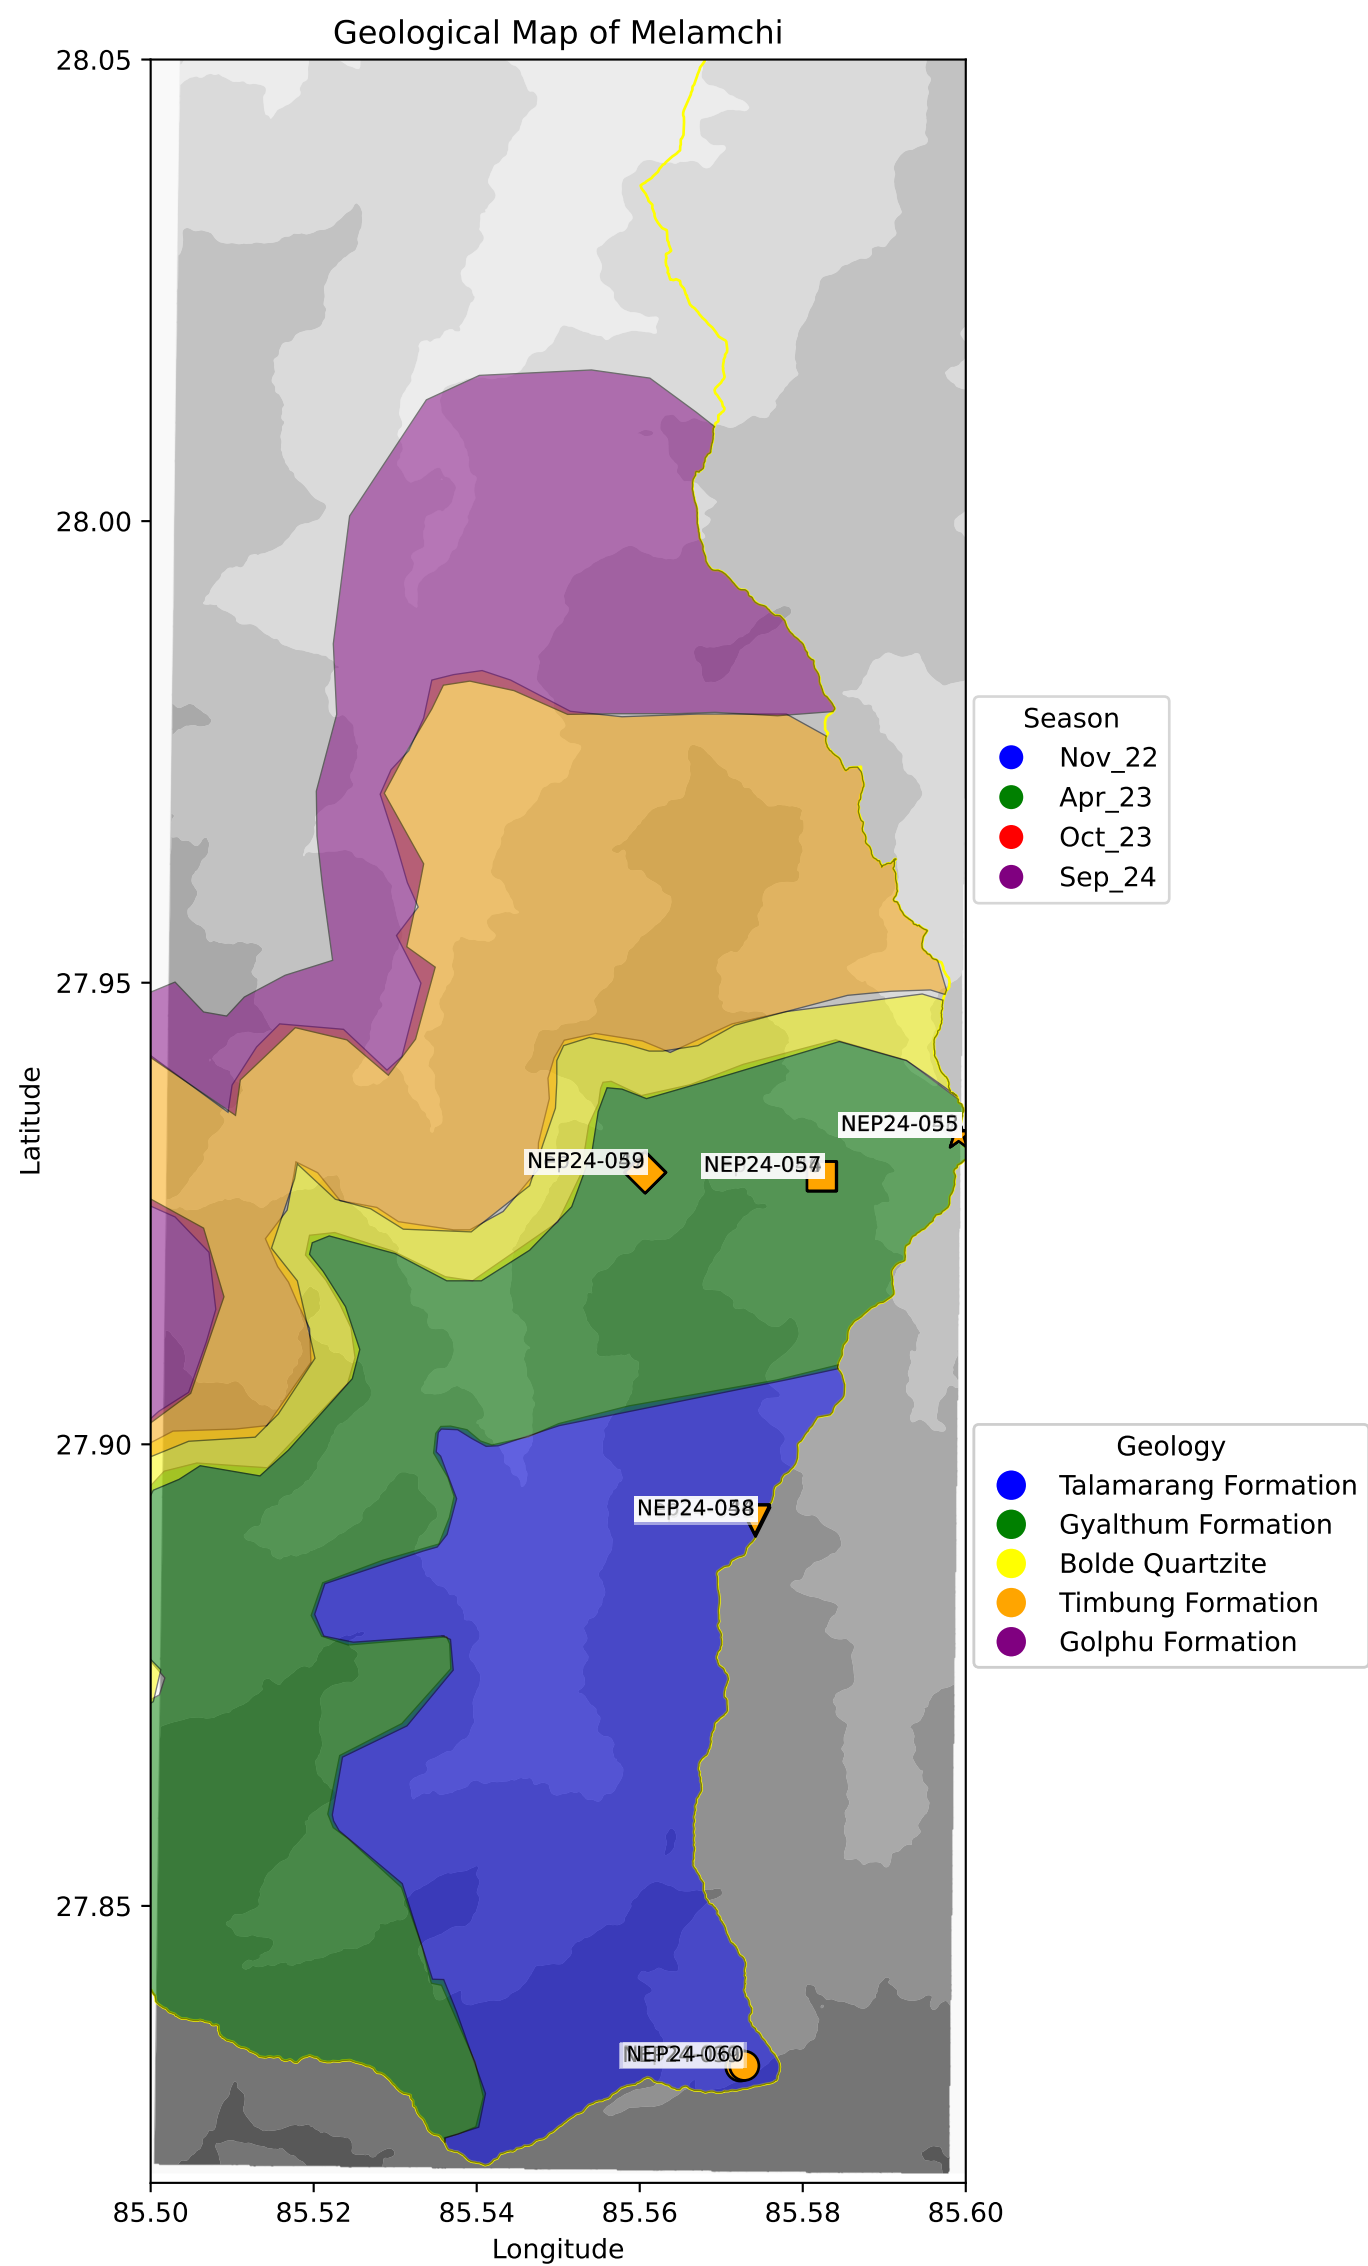 Geological Map of Melamchi
28.05
28.00
27.95
27.90
27.85
Latitude
NEP24-055
NEP24-059
NEP24-057
NEP24-058
NEP24-060
85.50
85.52
85.54
85.56
85.58
85.60
Longitude
Season
Nov_22
Apr_23
Oct_23
Sep_24
Geology
Talamarang Formation
Gyalthum Formation
Bolde Quartzite
Timbung Formation
Golphu Formation